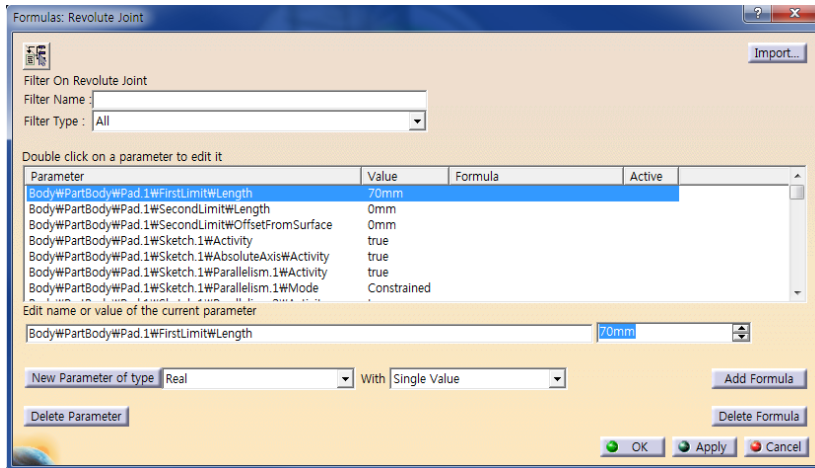 Formulas: Revolute Joint
Import...
Filter On Revolute Joint
Filter Name :
Filter Type : All
Double click on a parameter to edit it
Parameter Value Formula Active
Body₩PartBody₩Pad.1₩FirstLimit₩Length 70mm
Body₩PartBody₩Pad.1₩SecondLimit₩Length 0mm
Body₩PartBody₩Pad.1₩SecondLimit₩OffsetFromSurface 0mm
Body₩PartBody₩Pad.1₩Sketch.1₩Activity true
Body₩PartBody₩Pad.1₩Sketch.1₩AbsoluteAxis₩Activity true
Body₩PartBody₩Pad.1₩Sketch.1₩Parallelism.1₩Activity true
Body₩PartBody₩Pad.1₩Sketch.1₩Parallelism.1₩Mode Constrained
Edit name or value of the current parameter
Body₩PartBody₩Pad.1₩FirstLimit₩Length 70mm
New Parameter of type Real With Single Value Add Formula
Delete Parameter Delete Formula
OK Apply Cancel